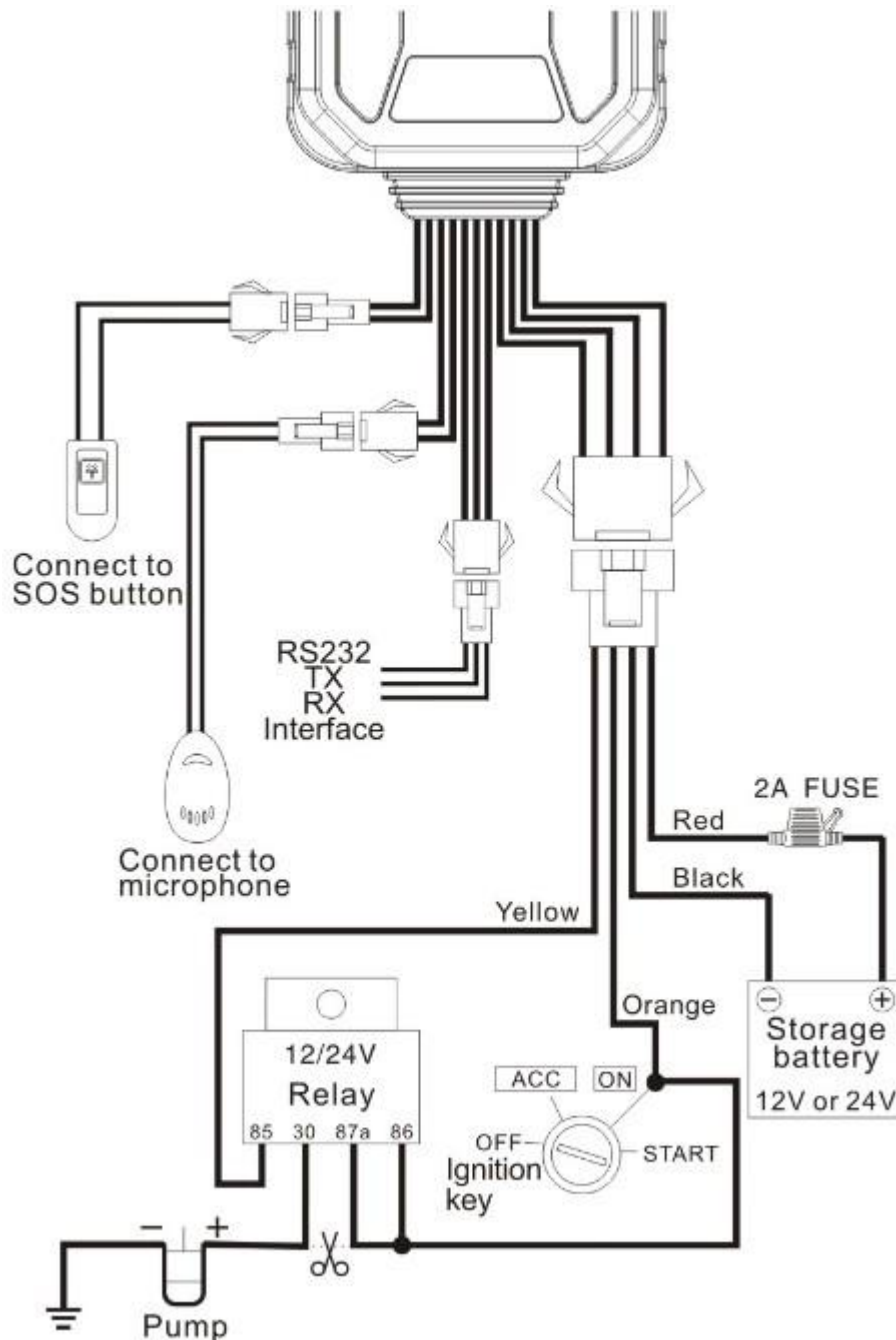 Connect to
SOS button
RS232
TX
RX
Interface
Connect to
microphone
2A FUSE
Red
Black
Yellow
Orange
12/24V
Relay
85 30 87a 86
ACC ON
OFF
START
Ignition
key
− +
Storage
battery
12V or 24V
− +
Pump